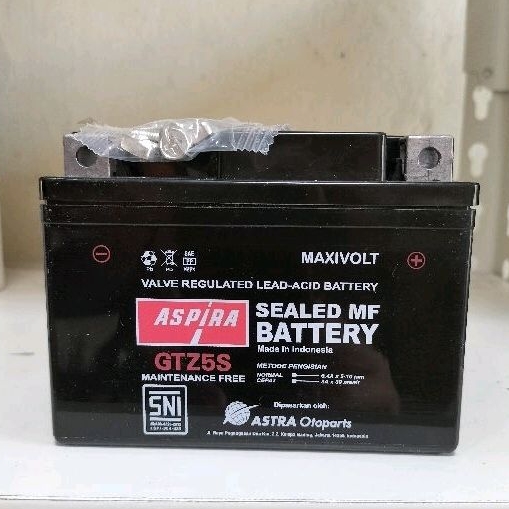 MAXIVOLT
Pb
VALVE REGULATED LEAD-ACID BATTERY
ASPIRA
SEALED MF
BATTERY
Made in Indonesia
GTZ5S
MAINTENANCE FREE
METODE PENGISIAN
NORMAL
CEPAT
SNI
Dipasarkan oleh:
ASTRA Otoparts